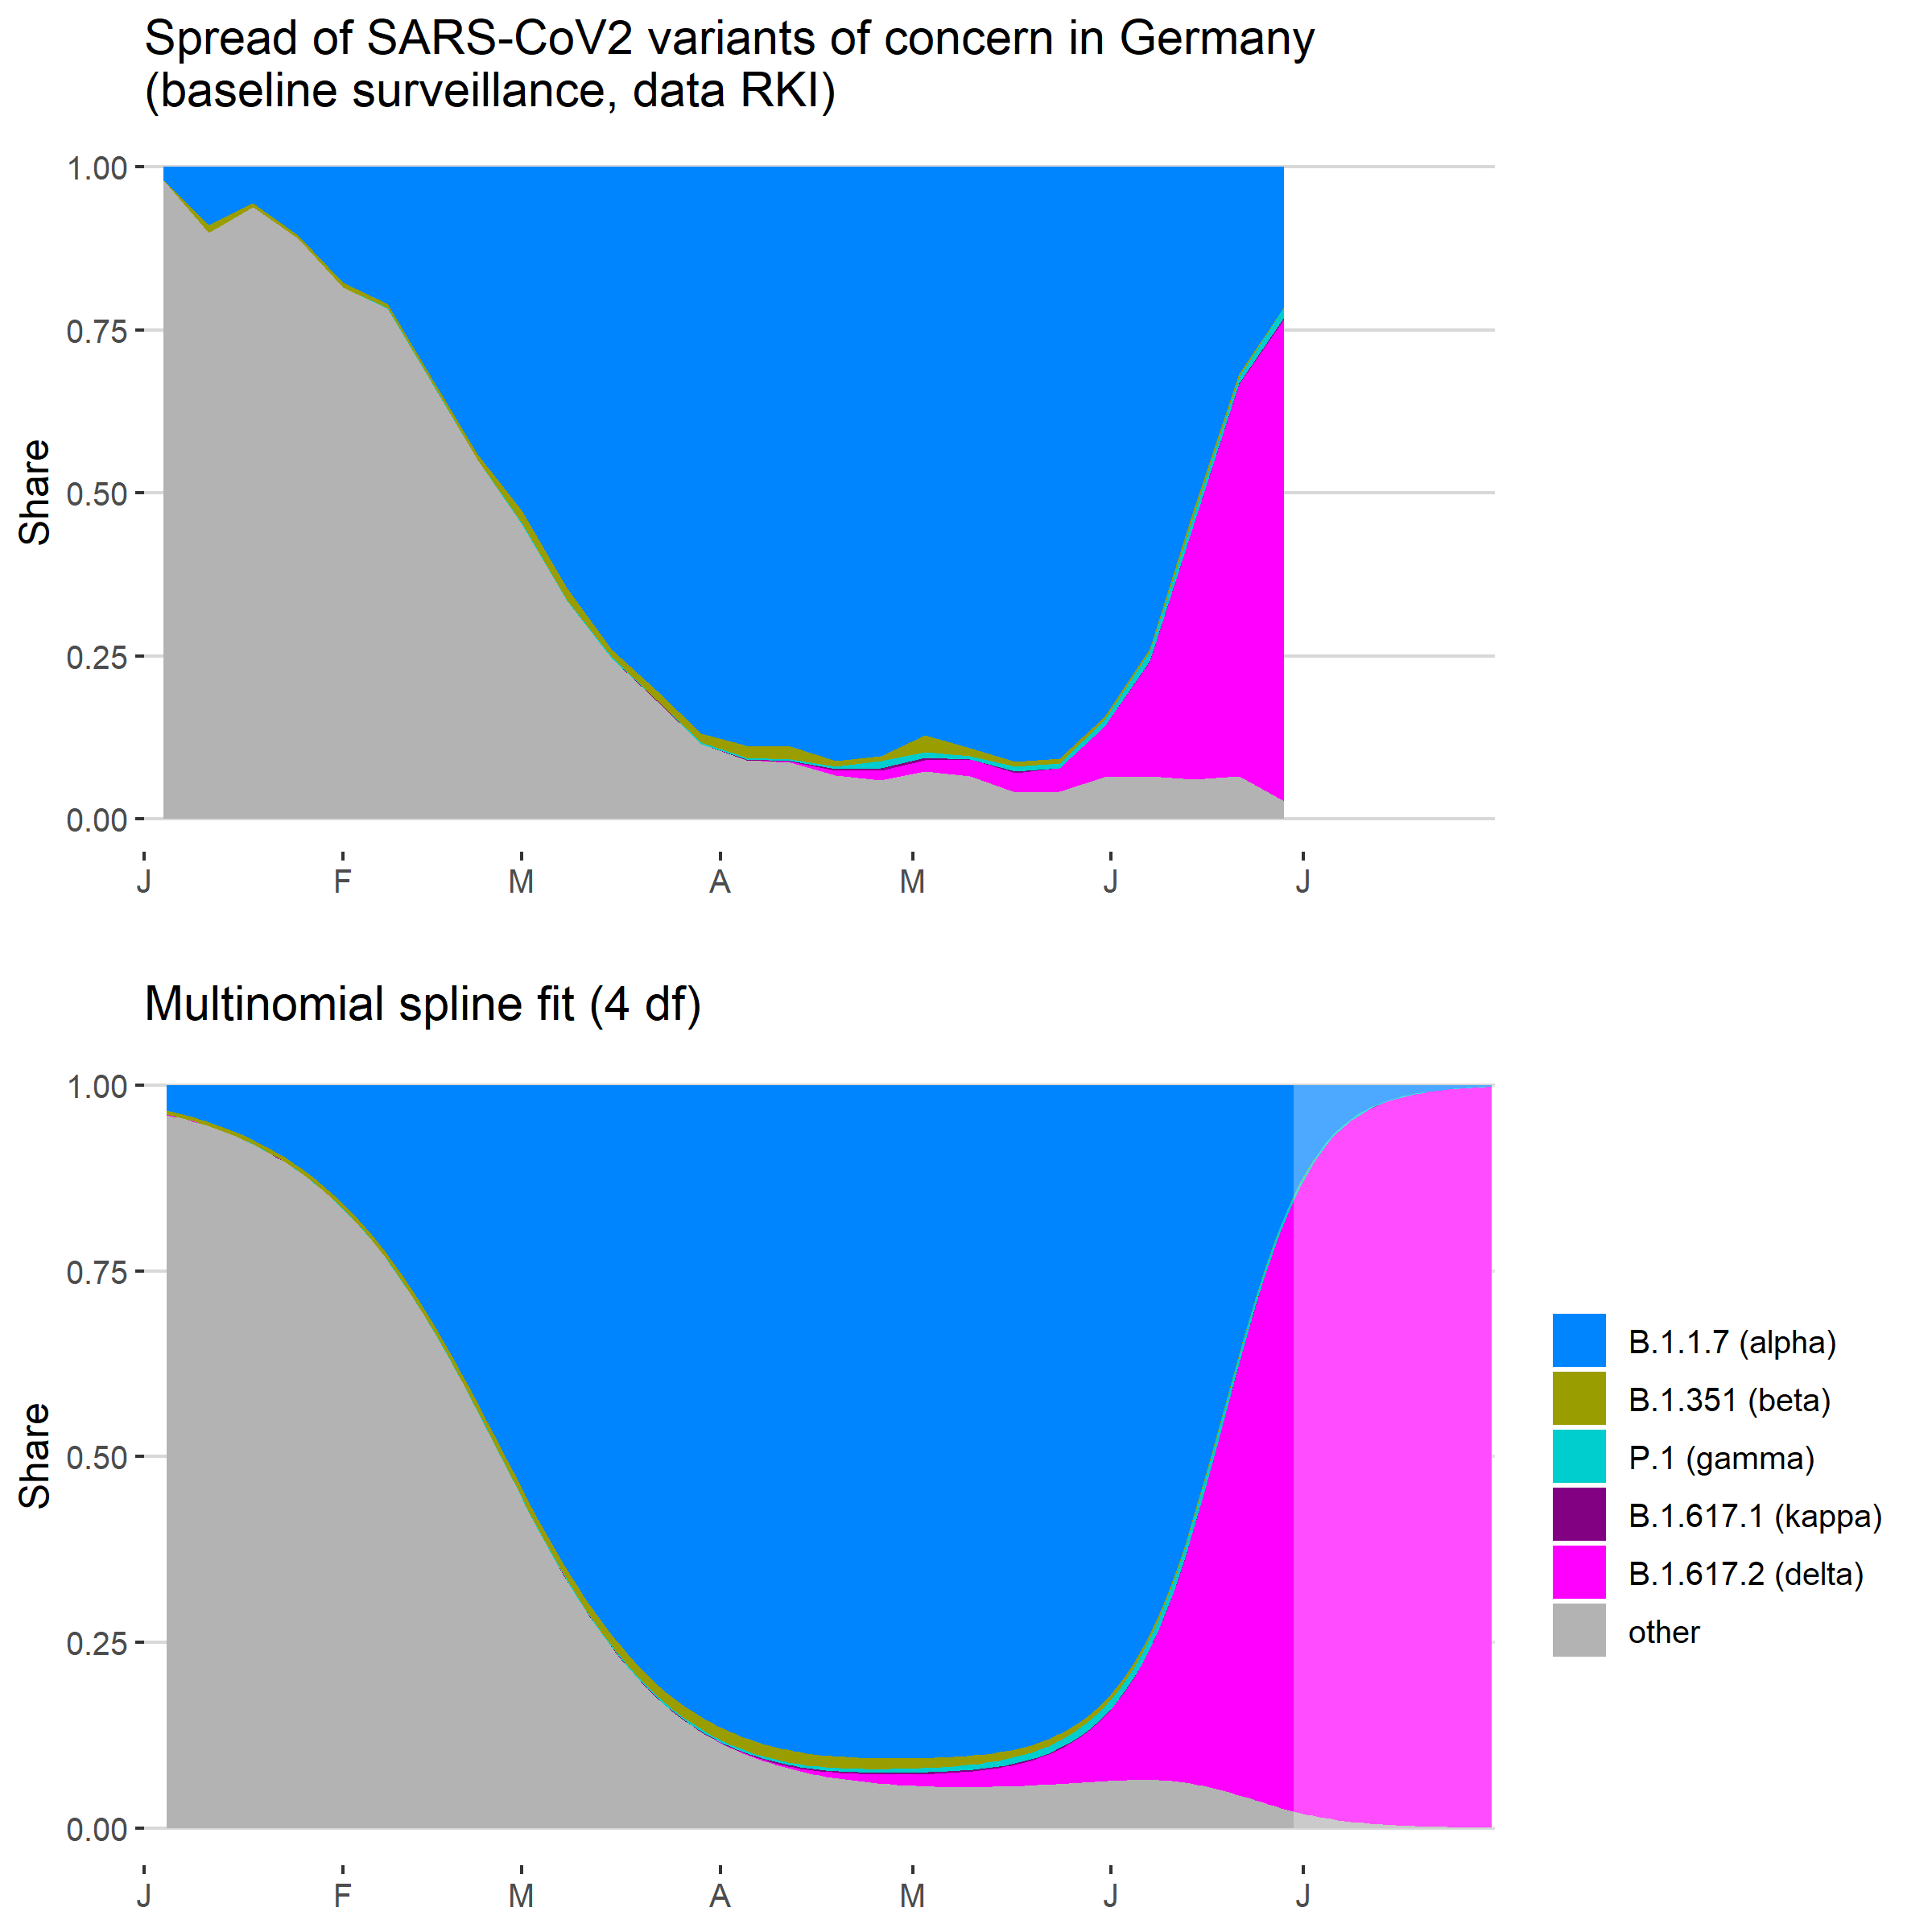 Spread of SARS-CoV2 variants of concern in Germany
(baseline surveillance, data RKI)
1.00
0.75
0.50
0.25
0.00
Share
J F M A M J J
Multinomial spline fit (4 df)
1.00
0.75
0.50
0.25
0.00
Share
J F M A M J J
B.1.1.7 (alpha)
B.1.351 (beta)
P.1 (gamma)
B.1.617.1 (kappa)
B.1.617.2 (delta)
other